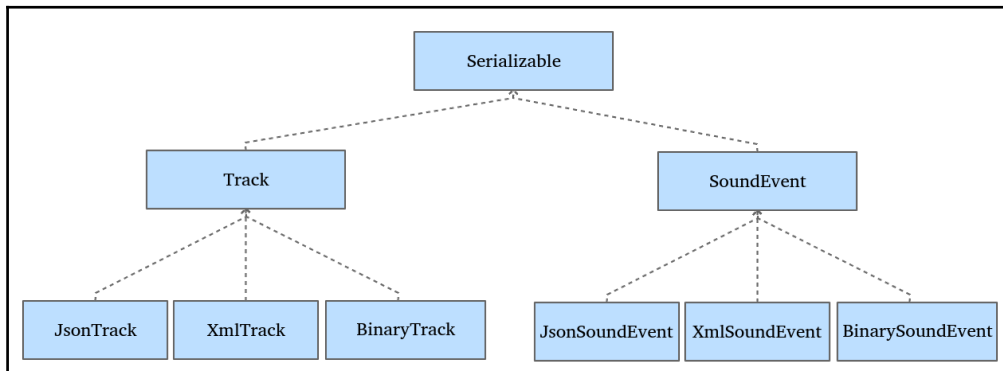 Serializable
Track
SoundEvent
JsonTrack
XmlTrack
BinaryTrack
JsonSoundEvent
XmlSoundEvent
BinarySoundEvent